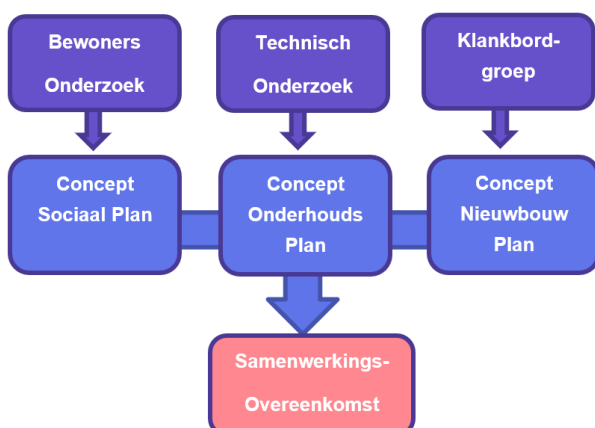 Bewoners
Onderzoek
Technisch
Onderzoek
Klankbord-
groep
Concept
Sociaal Plan
Concept
Onderhouds
Plan
Concept
Nieuwbouw
Plan
Samenwerkings-
Overeenkomst